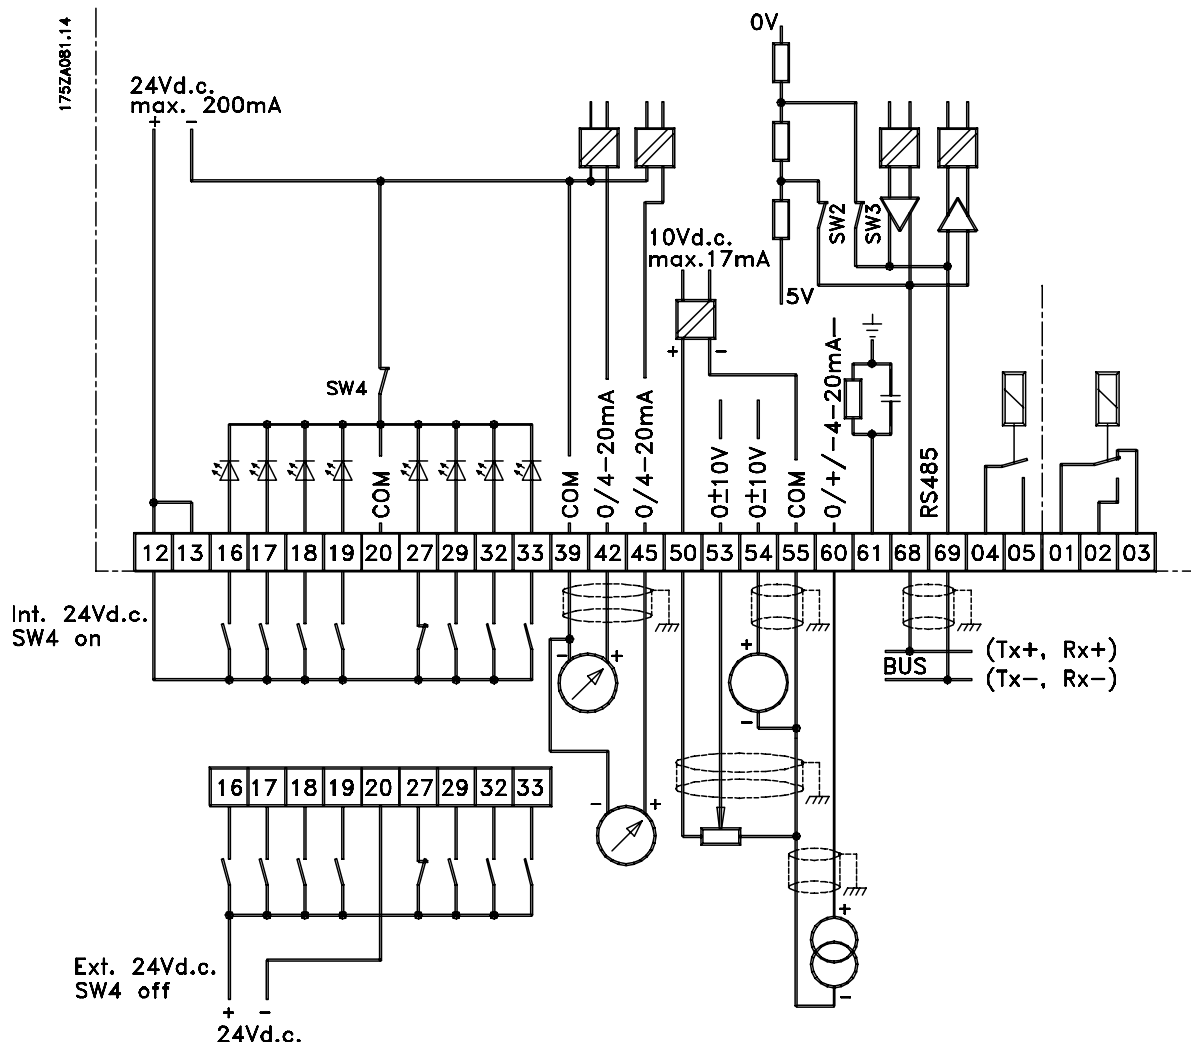 175ZA081.14
0V
24Vd.c.
max. 200mA
+ −
SW2
SW3
10Vd.c.
max.17mA
5V
+ −
SW4
COM
COM
0/4−20mA
0/4−20mA
0±10V
0±10V
COM
0/+/−4−20mA
RS485
12 13 16 17 18 19 20 27 29 32 33 39 42 45 50 53 54 55 60 61 68 69 04 05 01 02 03
Int. 24Vd.c.
SW4 on
− +
+
−
BUS
(Tx+, Rx+)
(Tx−, Rx−)
16 17 18 19 20 27 29 32 33
− +
+
−
Ext. 24Vd.c.
SW4 off
+ −
24Vd.c.